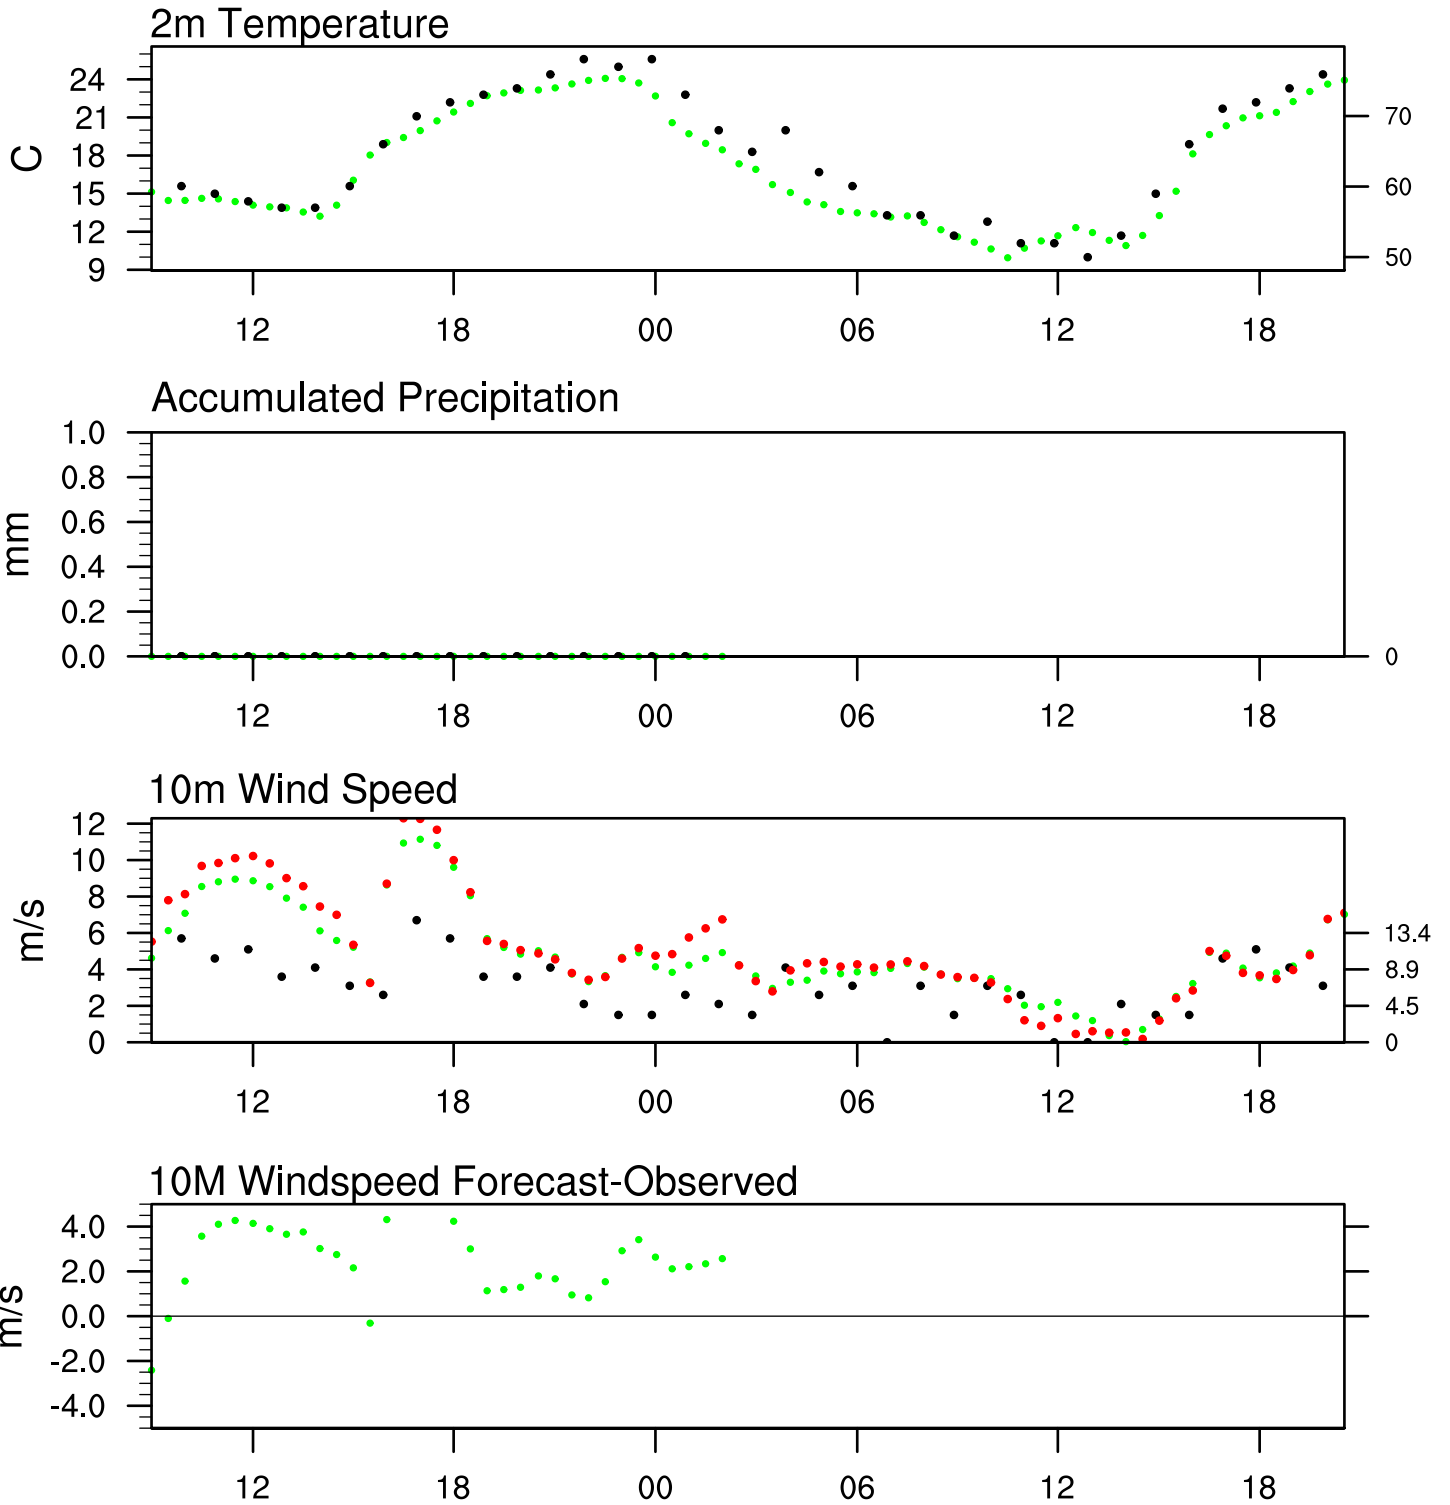 2m Temperature
24
21
18
15
12
9
C
70
60
50
12 18 00 06 12 18
Accumulated Precipitation
1.0
0.8
0.6
0.4
0.2
0.0
mm
0
12 18 00 06 12 18
10m Wind Speed
12
10
8
6
4
2
0
m/s
13.4
8.9
4.5
0
12 18 00 06 12 18
10M Windspeed Forecast-Observed
4.0
2.0
0.0
-2.0
-4.0
m/s
12 18 00 06 12 18